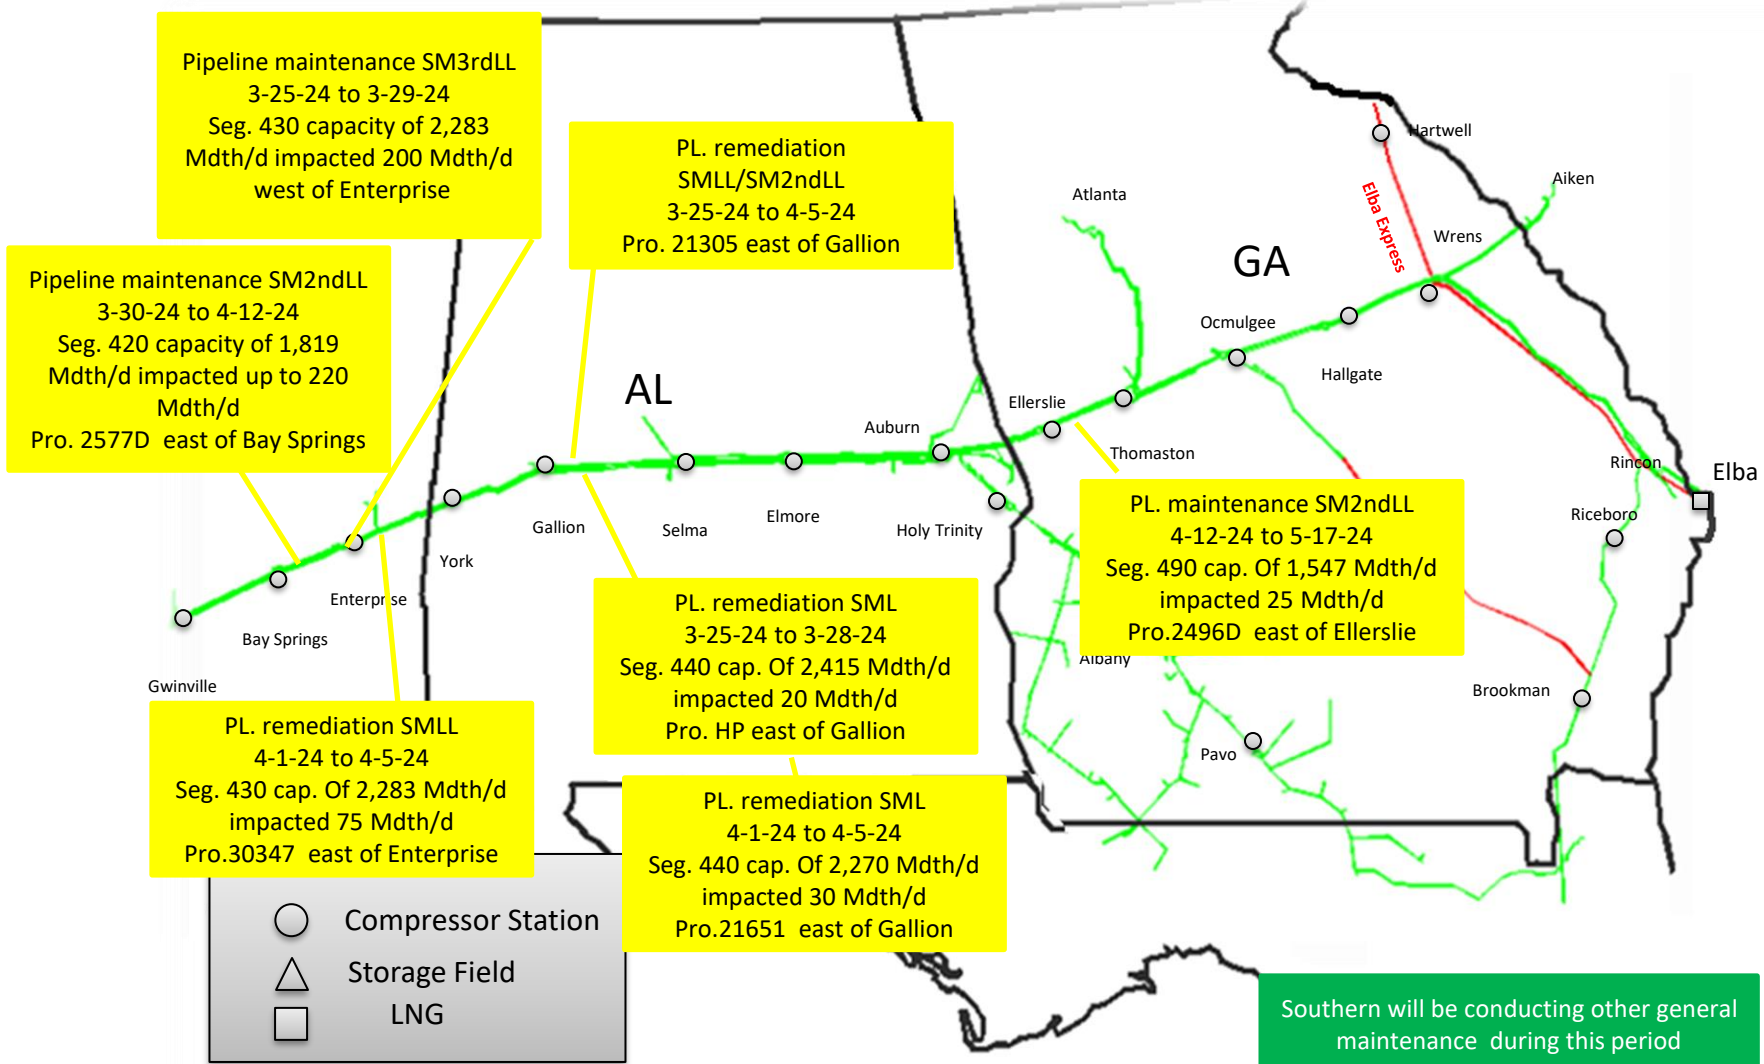 Pipeline maintenance SM3rdLL
3-25-24 to 3-29-24
Seg. 430 capacity of 2,283
Mdth/d impacted 200 Mdth/d
west of Enterprise
PL. remediation
SMLL/SM2ndLL
3-25-24 to 4-5-24
Pro. 21305 east of Gallion
Pipeline maintenance SM2ndLL
3-30-24 to 4-12-24
Seg. 420 capacity of 1,819
Mdth/d impacted up to 220
Mdth/d
Pro. 2577D  east of Bay Springs
Hartwell
Aiken
Atlanta
Elba Express
Wrens
GA
Ocmulgee
Hallgate
AL
Ellerslie
Auburn
Thomaston
Rincon
Elba
Riceboro
Gallion
Selma
Elmore
Holy Trinity
York
Enterprise
Bay Springs
Gwinville
PL. maintenance SM2ndLL
4-12-24 to 5-17-24
Seg. 490 cap. Of 1,547 Mdth/d
impacted 25 Mdth/d
Pro.2496D  east of Ellerslie
PL. remediation SML
3-25-24 to 3-28-24
Seg. 440 cap. Of 2,415 Mdth/d
impacted 20 Mdth/d
Pro. HP east of Gallion
Albany
Brookman
Pavo
PL. remediation SMLL
4-1-24 to 4-5-24
Seg. 430 cap. Of 2,283 Mdth/d
impacted 75 Mdth/d
Pro.30347  east of Enterprise
PL. remediation SML
4-1-24 to 4-5-24
Seg. 440 cap. Of 2,270 Mdth/d
impacted 30 Mdth/d
Pro.21651  east of Gallion
Compressor Station
Storage Field
LNG
Southern will be conducting other general
maintenance  during this period